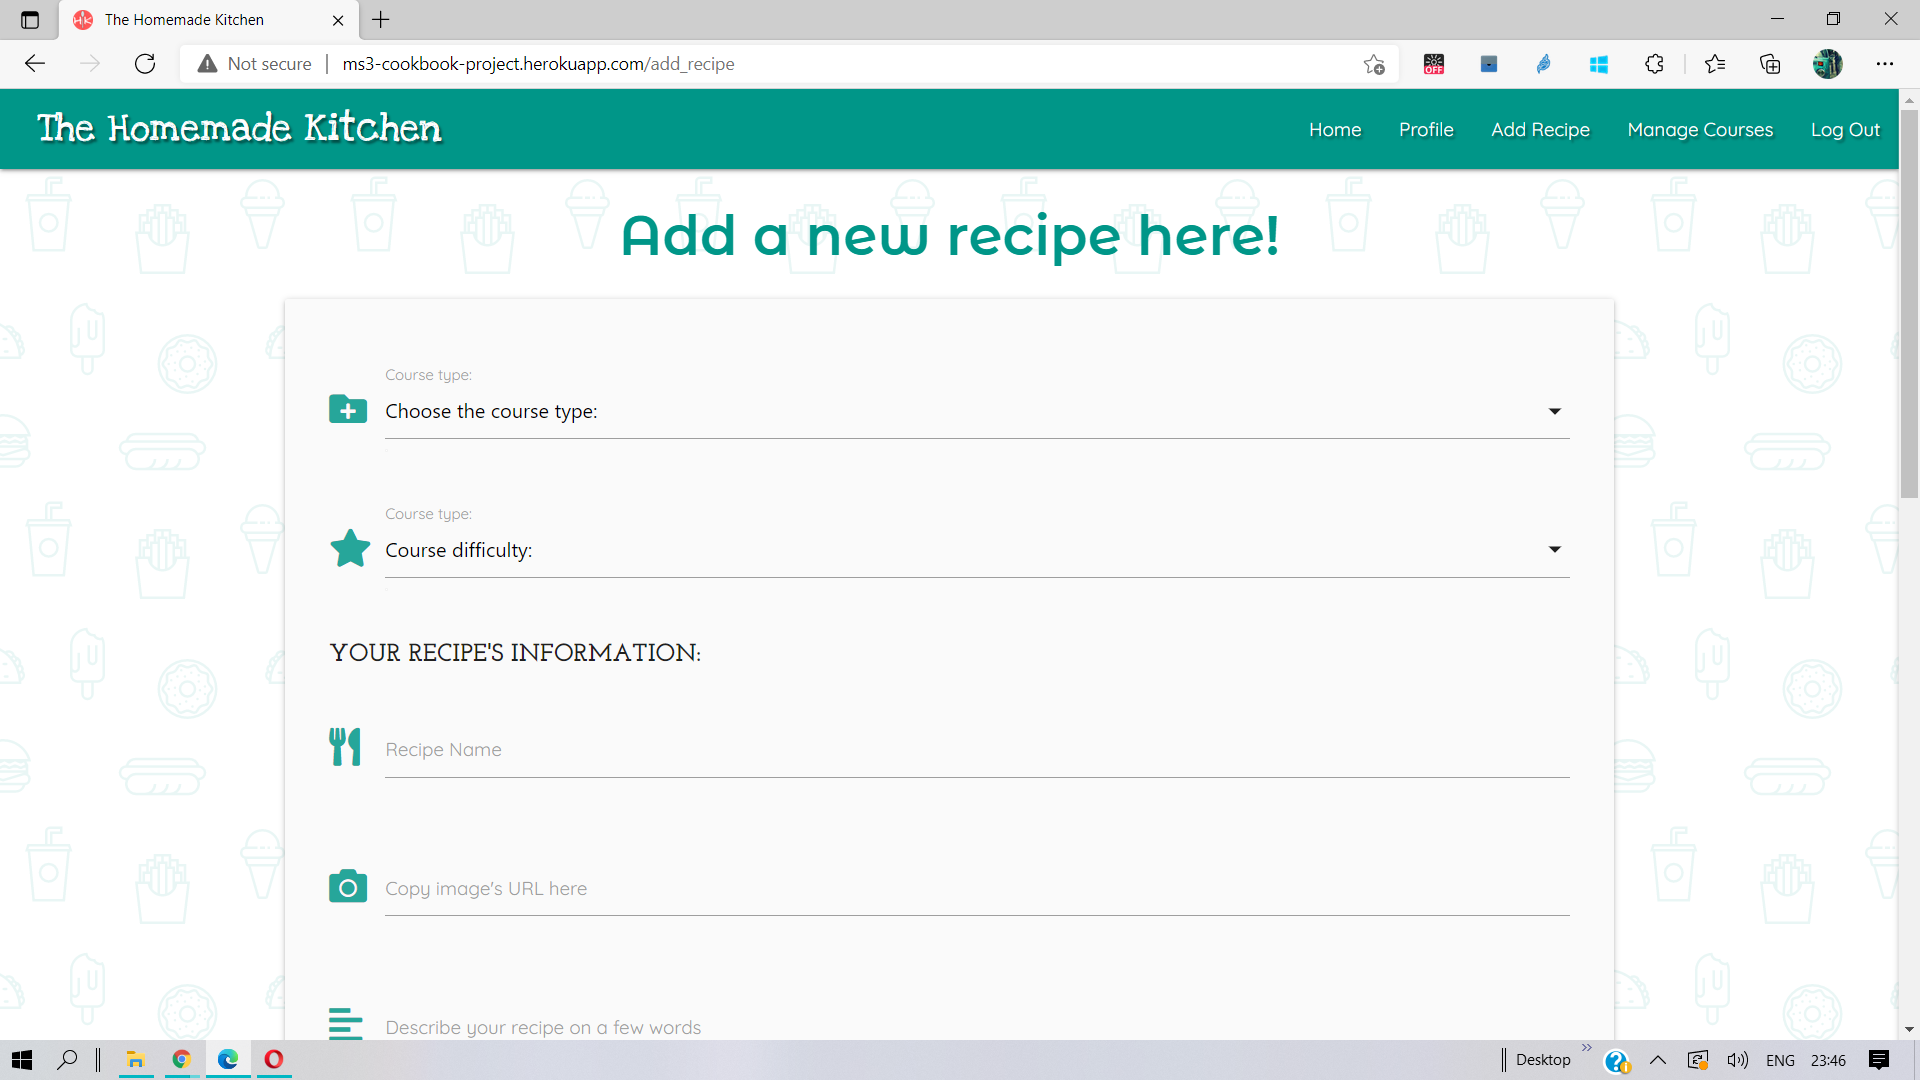 The Homemade Kitchen
Not secure
ms3-cookbook-project.herokuapp.com/add_recipe
OFF
The Homemade Kitchen
Home
Profile
Add Recipe
Manage Courses
Log Out
Add a new recipe here!
Course type:
Choose the course type:
Course type:
Course difficulty:
YOUR RECIPE'S INFORMATION:
Recipe Name
Copy image's URL here
Describe your recipe on a few words
Desktop
ENG
23:46